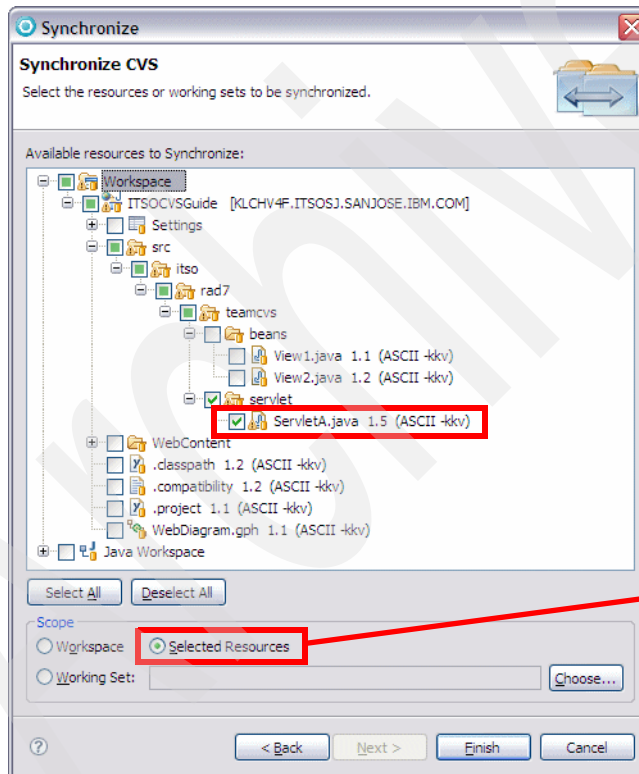 Synchronize
Synchronize CVS
Select the resources or working sets to be synchronized.
Available resources to Synchronize:
Workspace
ITSOCVSGuide [KLCHV4F.ITSOSJ.SANJOSE.IBM.COM]
Settings
src
itso
rad7
teamcvs
beans
View1.java 1.1 (ASCII -kkv)
View2.java 1.2 (ASCII -kkv)
servlet
ServletA.java 1.5 (ASCII -kkv)
WebContent
.classpath 1.2 (ASCII -kkv)
.compatibility 1.2 (ASCII -kkv)
.project 1.1 (ASCII -kkv)
WebDiagram.gph 1.1 (ASCII -kkv)
Java Workspace
Select All Deselect All
Scope
Workspace Selected Resources
Working Set: Choose...
? < Back Next > Finish Cancel